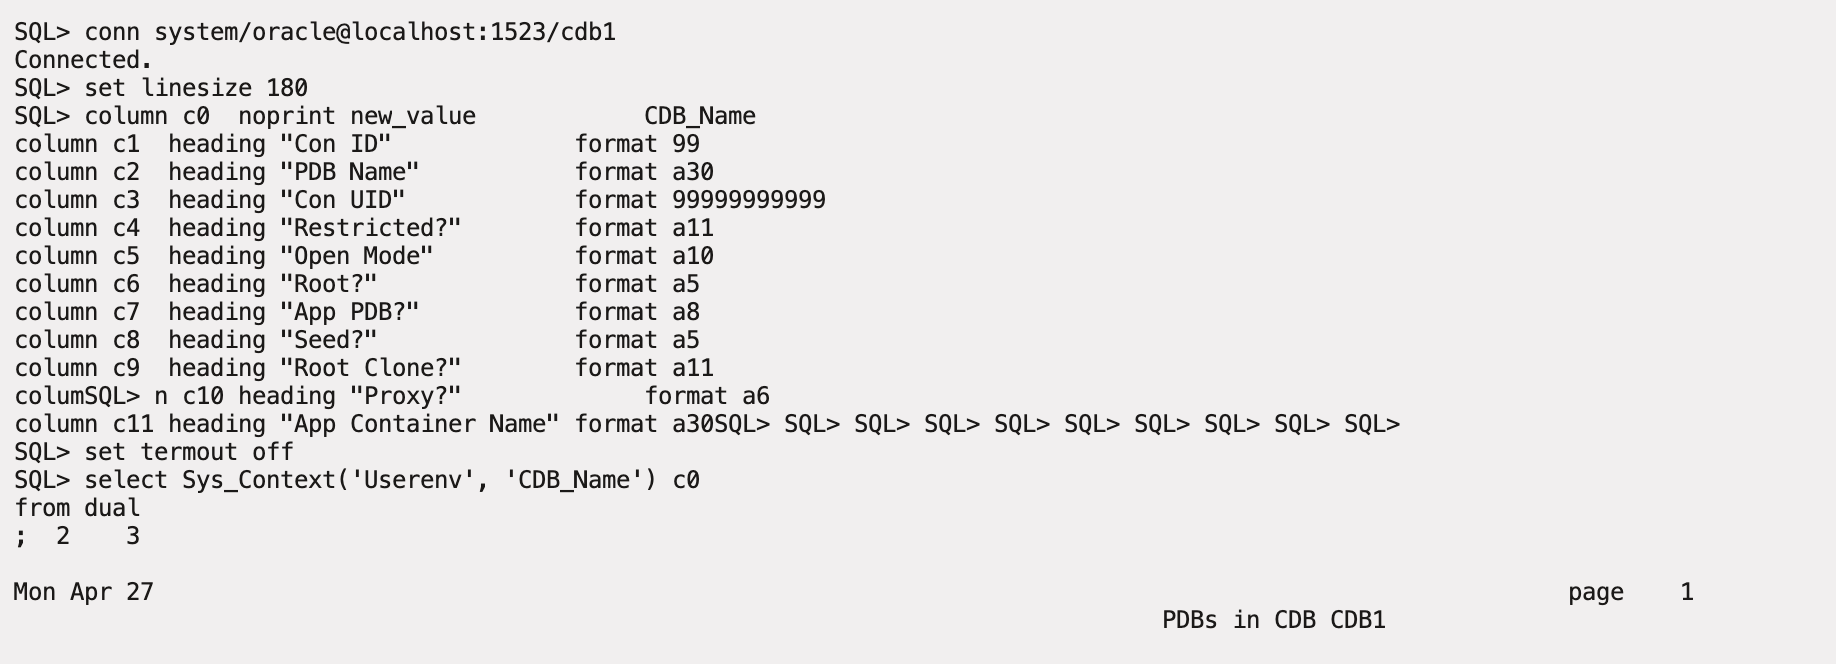 SQL> conn system/oracle@localhost:1523/cdb1
Connected.
SQL> set linesize 180
SQL> column c0  noprint new_value            CDB_Name
column c1  heading "Con ID"             format 99
column c2  heading "PDB Name"           format a30
column c3  heading "Con UID"            format 99999999999
column c4  heading "Restricted?"        format a11
column c5  heading "Open Mode"          format a10
column c6  heading "Root?"              format a5
column c7  heading "App PDB?"           format a8
column c8  heading "Seed?"              format a5
column c9  heading "Root Clone?"        format a11
columSQL> n c10 heading "Proxy?"             format a6
column c11 heading "App Container Name" format a30SQL> SQL> SQL> SQL> SQL> SQL> SQL> SQL> SQL> SQL>
SQL> set termout off
SQL> select Sys_Context('Userenv', 'CDB_Name') c0
from dual
;  2    3
Mon Apr 27                                                                                                     page    1
                                                                                  PDBs in CDB CDB1